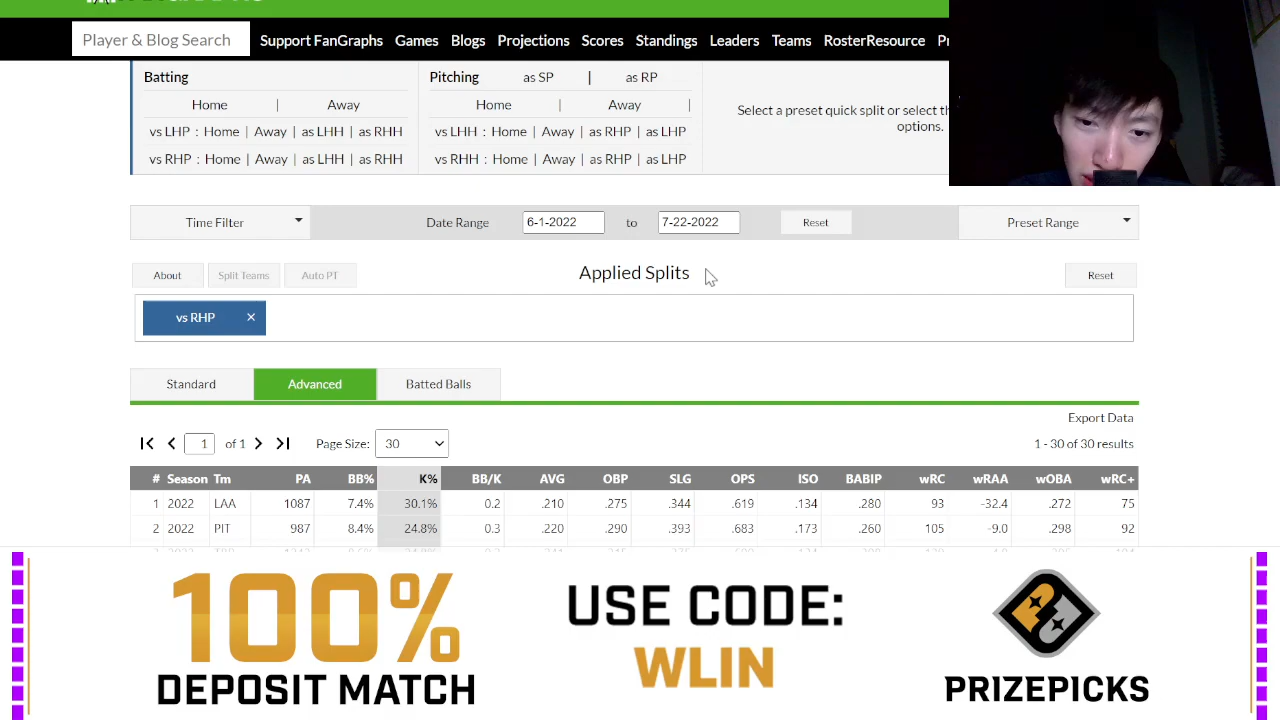 Player & Blog Search Support FanGraphs Games Blogs Projections Scores Standings Leaders Teams RosterResource
Batting Pitching as SP | as RP
Home | Away Home | Away |
vs LHP : Home | Away | as LHH | as RHH vs LHH : Home | Away | as RHP | as LHP
vs RHP : Home | Away | as LHH | as RHH vs RHH : Home | Away | as RHP | as LHP
Select a preset quick split or select
options.
Time Filter Date Range 6-1-2022 to 7-22-2022 Reset Preset Range
About Split Teams Auto PT Applied Splits Reset
vs RHP ×
Standard Advanced Batted Balls
Export Data
1 of 1 Page Size: 30 1 - 30 of 30 results
# Season Tm PA BB% K% BB/K AVG OBP SLG OPS ISO BABIP wRC wRAA wOBA wRC+
1 2022 LAA 1087 7.4% 30.1% 0.2 .210 .275 .344 .619 .134 .280 93 -32.4 .272 75
2 2022 PIT 987 8.4% 24.8% 0.3 .220 .290 .393 .683 .173 .260 105 -9.0 .298 92
100% DEPOSIT MATCH
USE CODE:
WLIN
PRIZEPICKS